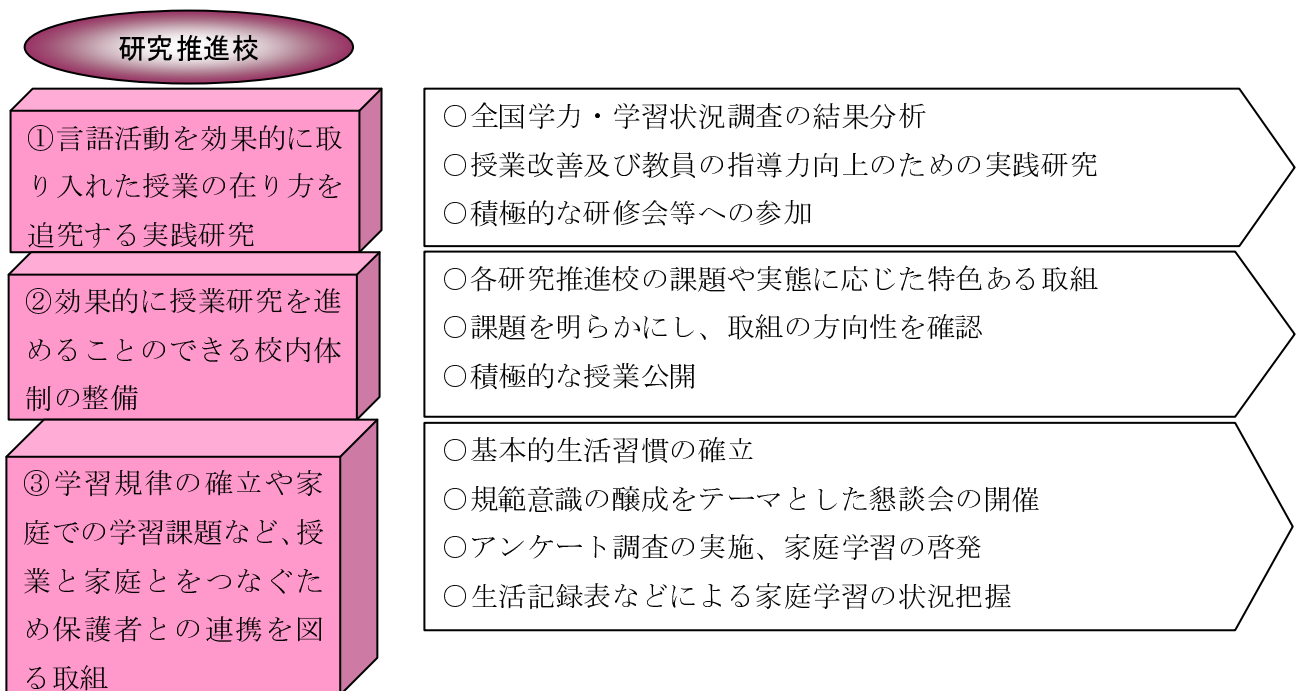 研究推進校
①言語活動を効果的に取
り入れた授業の在り方を
追究する実践研究
○全国学力・学習状況調査の結果分析
○授業改善及び教員の指導力向上のための実践研究
○積極的な研修会等への参加
②効果的に授業研究を進
めることのできる校内体
制の整備
○各研究推進校の課題や実態に応じた特色ある取組
○課題を明らかにし、取組の方向性を確認
○積極的な授業公開
③学習規律の確立や家
庭での学習課題など、授
業と家庭とをつなぐた
め保護者との連携を図
る取組
○基本的生活習慣の確立
○規範意識の醸成をテーマとした懇談会の開催
○アンケート調査の実施、家庭学習の啓発
○生活記録表などによる家庭学習の状況把握